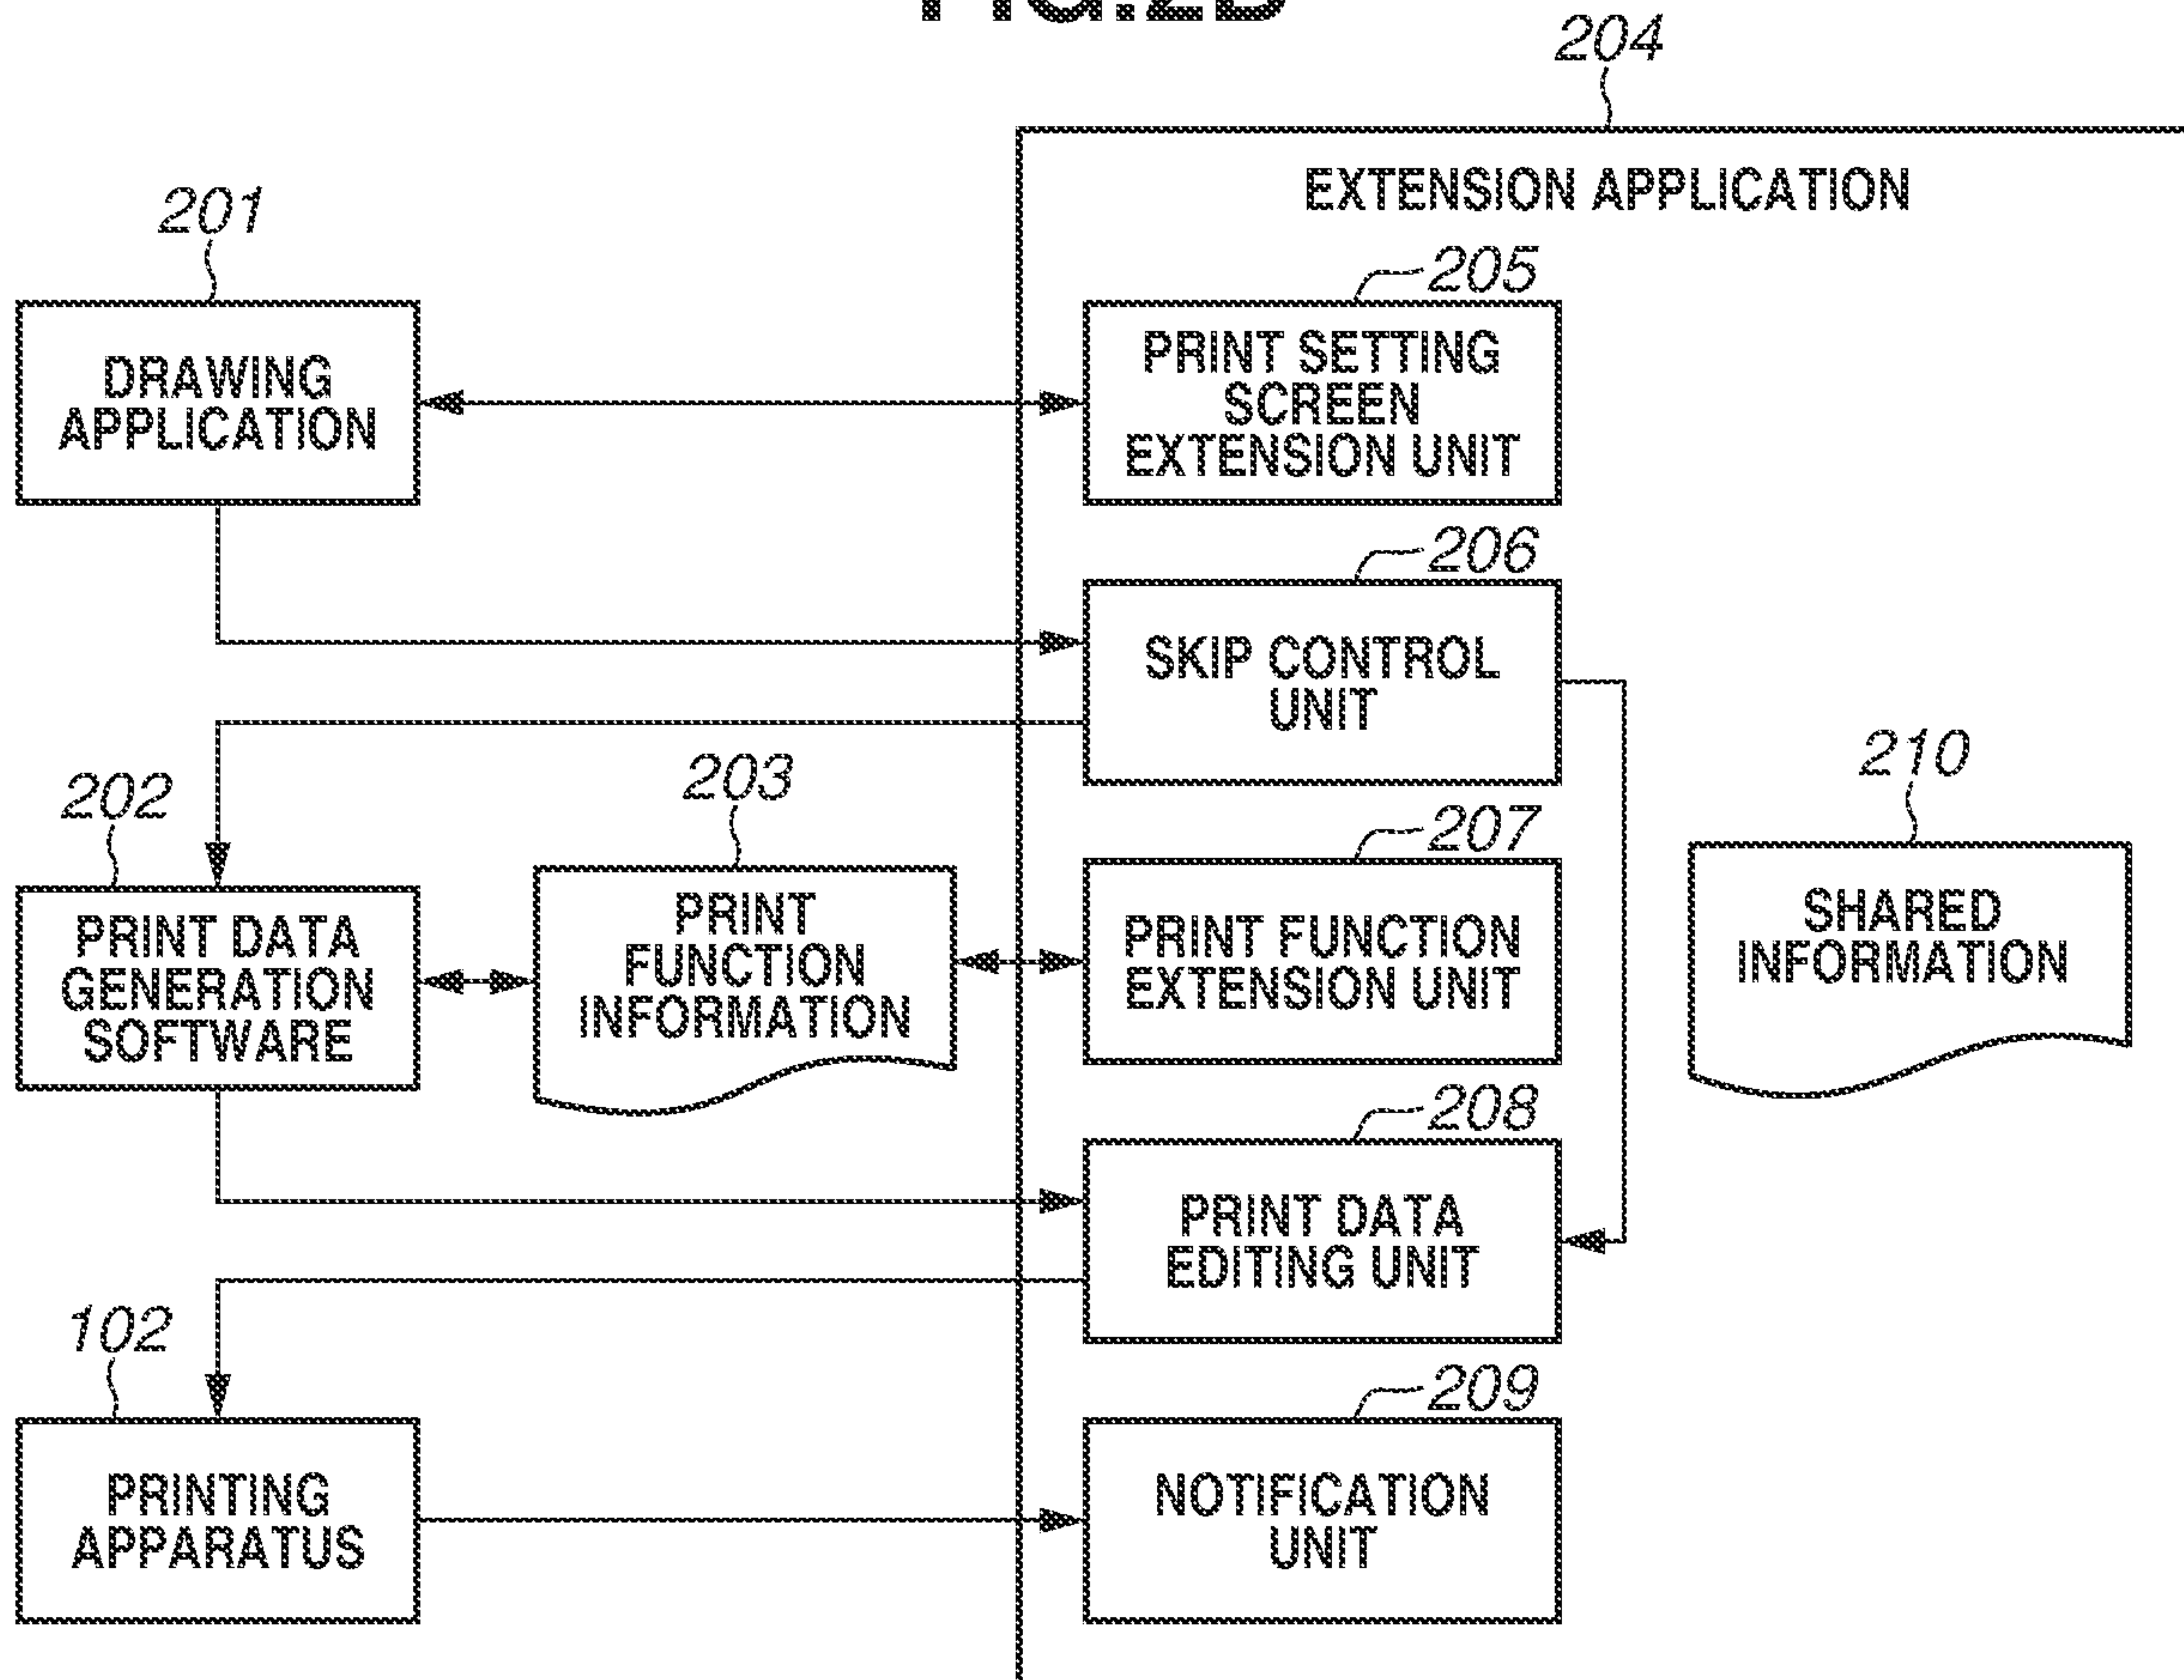 FIG.2B
204
EXTENSION APPLICATION
201
DRAWING
APPLICATION
205
PRINT SETTING
SCREEN
EXTENSION UNIT
206
SKIP CONTROL
UNIT
202
PRINT DATA
GENERATION
SOFTWARE
203
PRINT
FUNCTION
INFORMATION
207
PRINT FUNCTION
EXTENSION UNIT
210
SHARED
INFORMATION
208
PRINT DATA
EDITING UNIT
102
PRINTING
APPARATUS
209
NOTIFICATION
UNIT